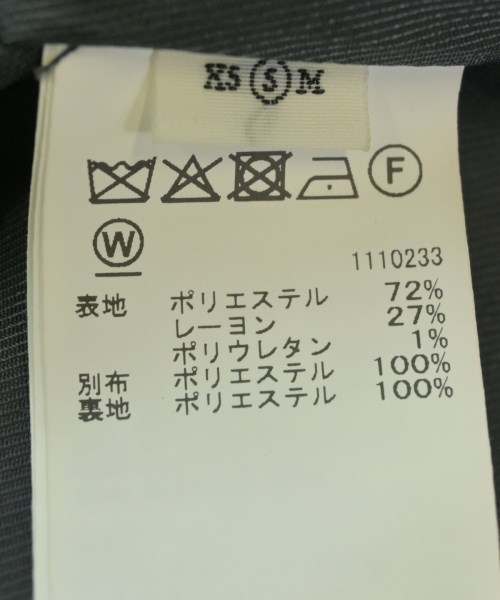 XS S M
F
W
1110233
表地 ポリエステル 72%
レーヨン 27%
ポリウレタン 1%
別布 ポリエステル 100%
裏地 ポリエステル 100%